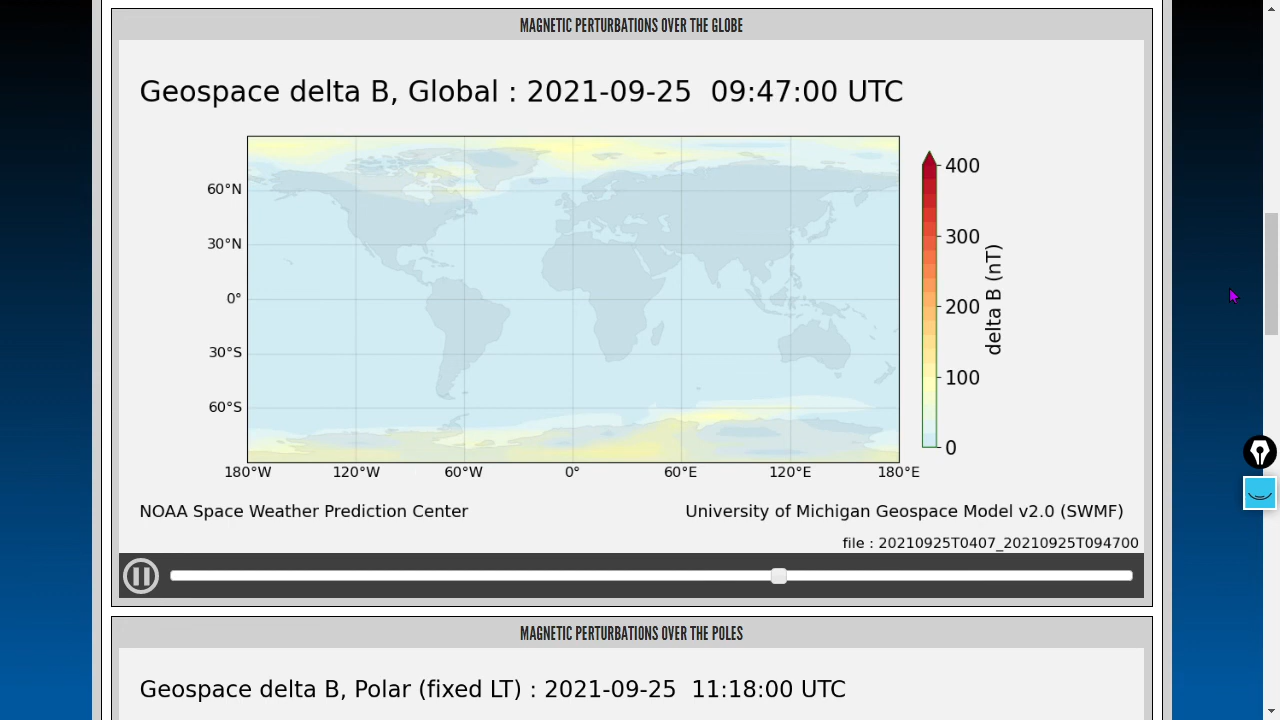 MAGNETIC PERTURBATIONS OVER THE GLOBE
Geospace delta B, Global : 2021-09-25 09:47:00 UTC
400
300
200
100
0
delta B (nT)
60°N
30°N
0°
30°S
60°S
180°W 120°W 60°W 0° 60°E 120°E 180°E
NOAA Space Weather Prediction Center
University of Michigan Geospace Model v2.0 (SWMF)
file : 20210925T0407_20210925T094700
MAGNETIC PERTURBATIONS OVER THE POLES
Geospace delta B, Polar (fixed LT) : 2021-09-25 11:18:00 UTC